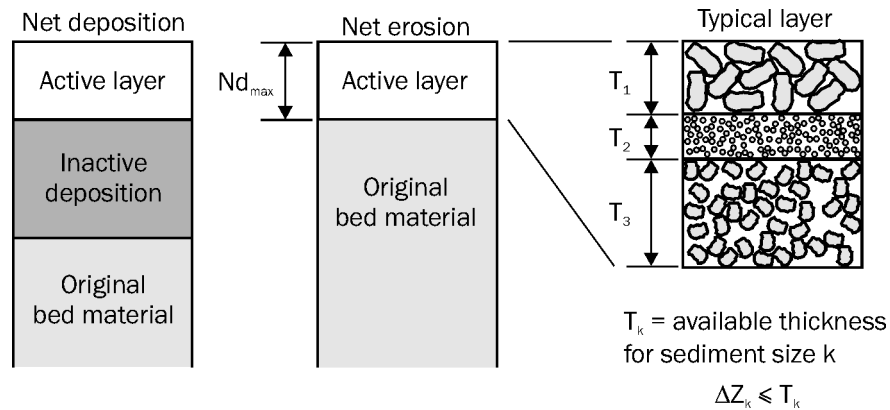 Net deposition
Active layer
Inactive
deposition
Original
bed material
Net erosion
Nd_max
Active layer
Original
bed material
Typical layer
T_1
T_2
T_3
T_k = available thickness
for sediment size k
ΔZ_k ⩽ T_k